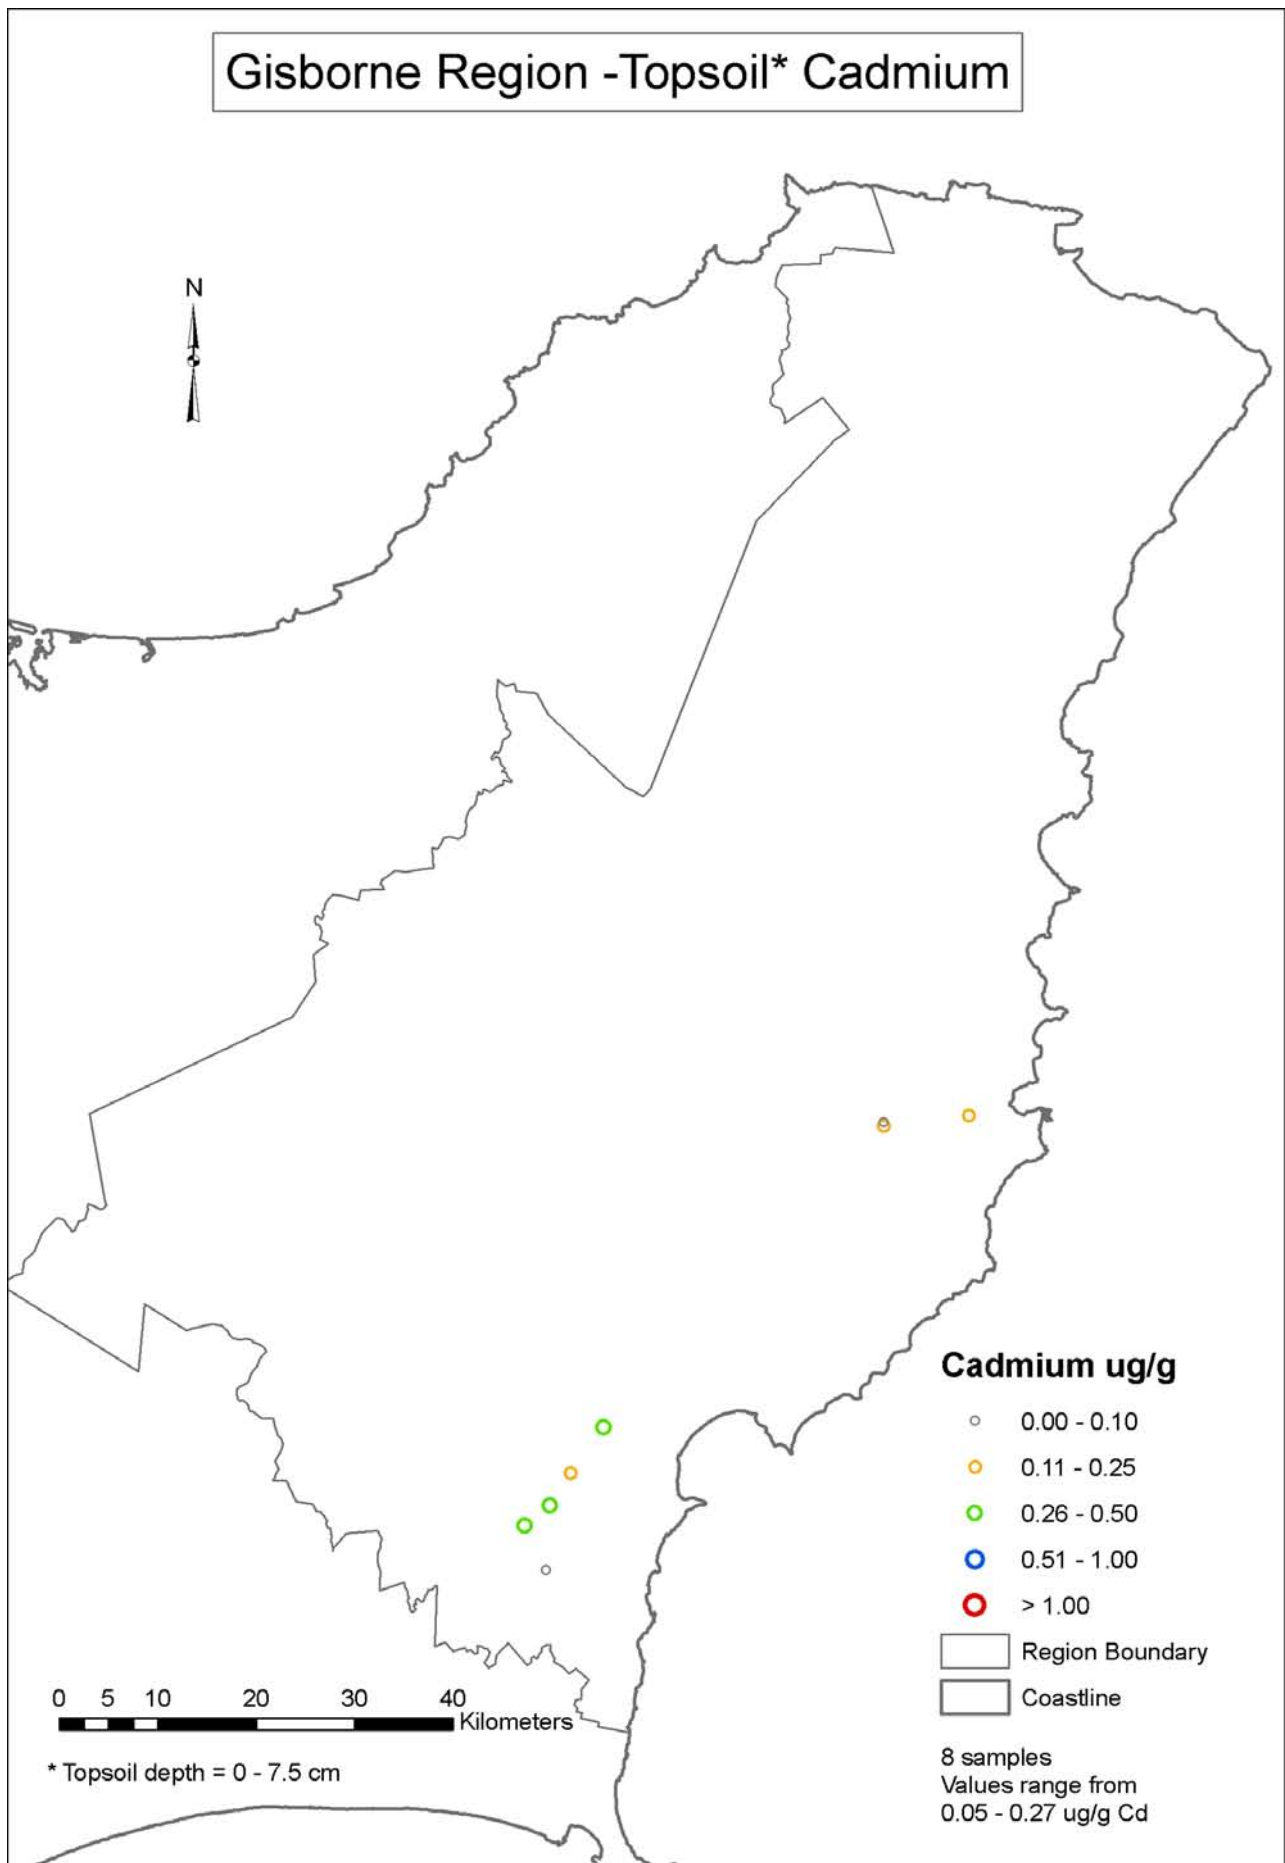 Gisborne Region -Topsoil* Cadmium
N
Cadmium ug/g
0.00 - 0.10
0.11 - 0.25
0.26 - 0.50
0.51 - 1.00
> 1.00
Region Boundary
Coastline
0 5 10 20 30 40
Kilometers
* Topsoil depth = 0 - 7.5 cm
8 samples
Values range from
0.05 - 0.27 ug/g Cd